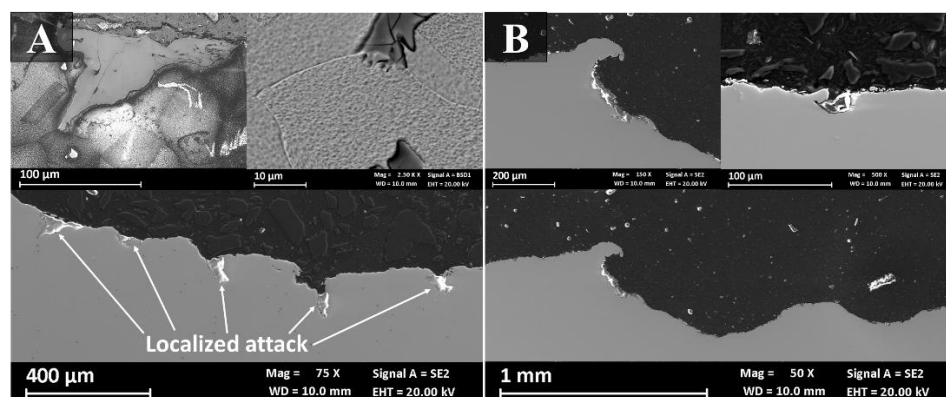 A
100 µm
10 µm
Mag = 2.50 K X
WD = 10.0 mm
Signal A = BSD1
EHT = 20.00 kV
Localized attack
400 µm
Mag = 75 X
WD = 10.0 mm
Signal A = SE2
EHT = 20.00 kV
B
200 µm
Mag = 150 X
WD = 10.0 mm
Signal A = SE2
EHT = 20.00 kV
100 µm
Mag = 500 X
WD = 10.0 mm
Signal A = SE2
EHT = 20.00 kV
1 mm
Mag = 50 X
WD = 10.0 mm
Signal A = SE2
EHT = 20.00 kV